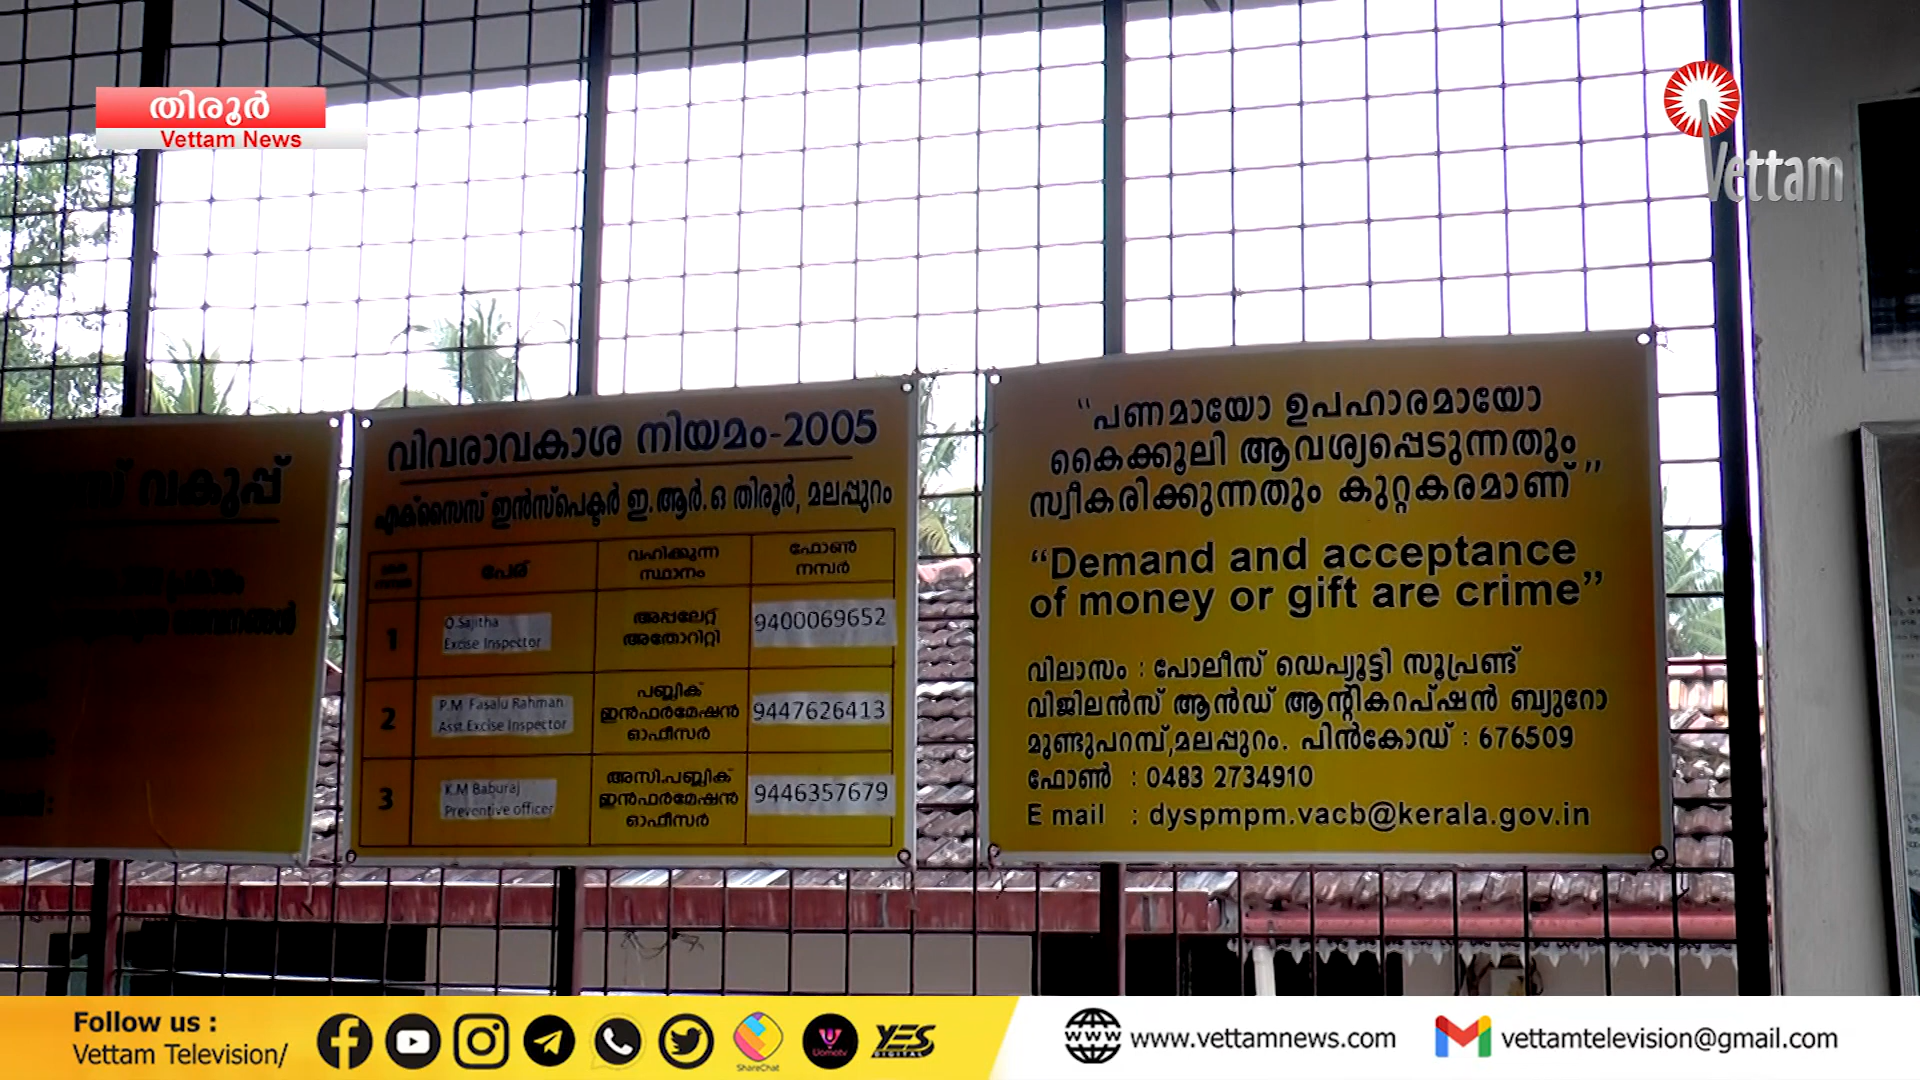 തിരൂർ
Vettam News
Vettam
വകുപ്പ്
വിവരാവകാശ നിയമം-2005
എക്സൈസ് ഇൻസ്പെക്ടർ ഇ.ആർ.ഒ തിരൂർ, മലപ്പുറം
പേര്
വഹിക്കുന്ന
സ്ഥാനം
ഫോൺ
നമ്പർ
1
O.Sajitha
Excise Inspector
അപ്പലേറ്റ്
അതോറിറ്റി
9400069652
2
P.M Fasalu Rahman
Asst.Excise Inspector
പബ്ലിക്
ഇൻഫർമേഷൻ
ഓഫീസർ
9447626413
3
K.M Baburaj
Preventive officer
അസി.പബ്ലിക്
ഇൻഫർമേഷൻ
ഓഫീസർ
9446357679
“പണമായോ ഉപഹാരമായോ
കൈക്കൂലി ആവശ്യപ്പെടുന്നതും
സ്വീകരിക്കുന്നതും കുറ്റകരമാണ്”
“Demand and acceptance
of money or gift are crime”
വിലാസം : പോലീസ് ഡെപ്യൂട്ടി സൂപ്രണ്ട്
വിജിലൻസ് ആൻഡ് ആന്റികറപ്ഷൻ ബ്യുറോ
മുണ്ടുപറമ്പ്,മലപ്പുറം. പിൻകോഡ് : 676509
ഫോൺ : 0483 2734910
E mail : dyspmpm.vacb@kerala.gov.in
Follow us :
Vettam Television/
ShareChat
Uomotv
YES
DIGITAL
www.vettamnews.com
vettamtelevision@gmail.com